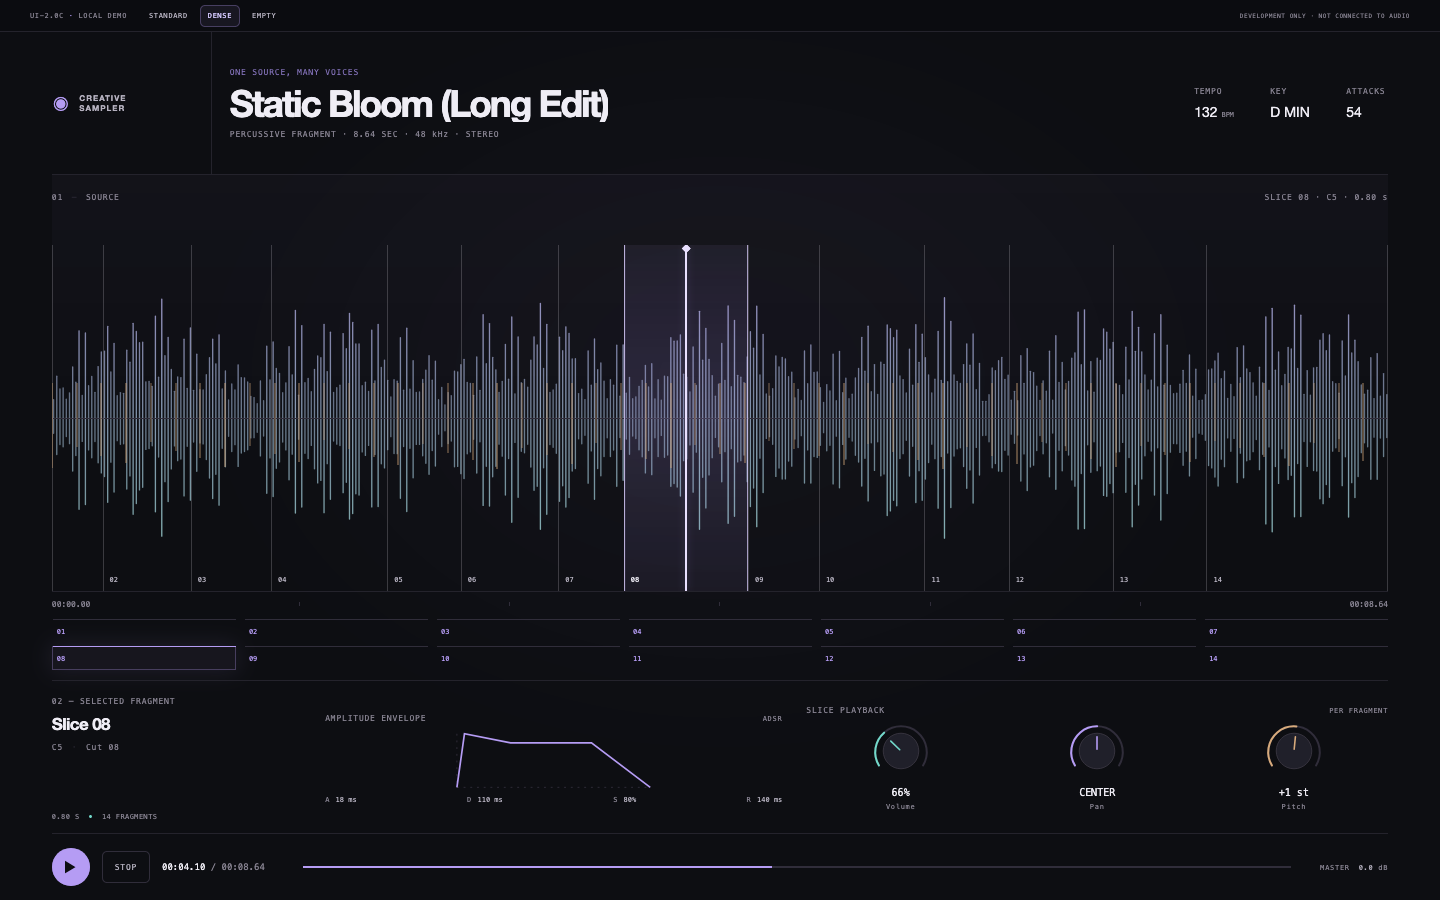 UI-2.0C · LOCAL DEMO STANDARD DENSE EMPTY DEVELOPMENT ONLY · NOT CONNECTED TO AUDIO
CREATIVE
SAMPLER
ONE SOURCE, MANY VOICES
Static Bloom (Long Edit)
PERCUSSIVE FRAGMENT · 8.64 SEC · 48 kHz · STEREO
TEMPO KEY ATTACKS
132 BPM D MIN 54
01 — SOURCE SLICE 08 · C5 · 0.80 s
02 03 04 05 06 07 08 09 10 11 12 13 14
00:00.00 00:08.64
01 02 03 04 05 06 07
08 09 10 11 12 13 14
02 — SELECTED FRAGMENT
Slice 08
C5 · Cut 08
0.80 S • 14 FRAGMENTS
AMPLITUDE ENVELOPE ADSR
A 18 ms D 110 ms S 80% R 140 ms
SLICE PLAYBACK PER FRAGMENT
66% CENTER +1 st
Volume Pan Pitch
STOP 00:04.10 / 00:08.64 MASTER 0.0 dB